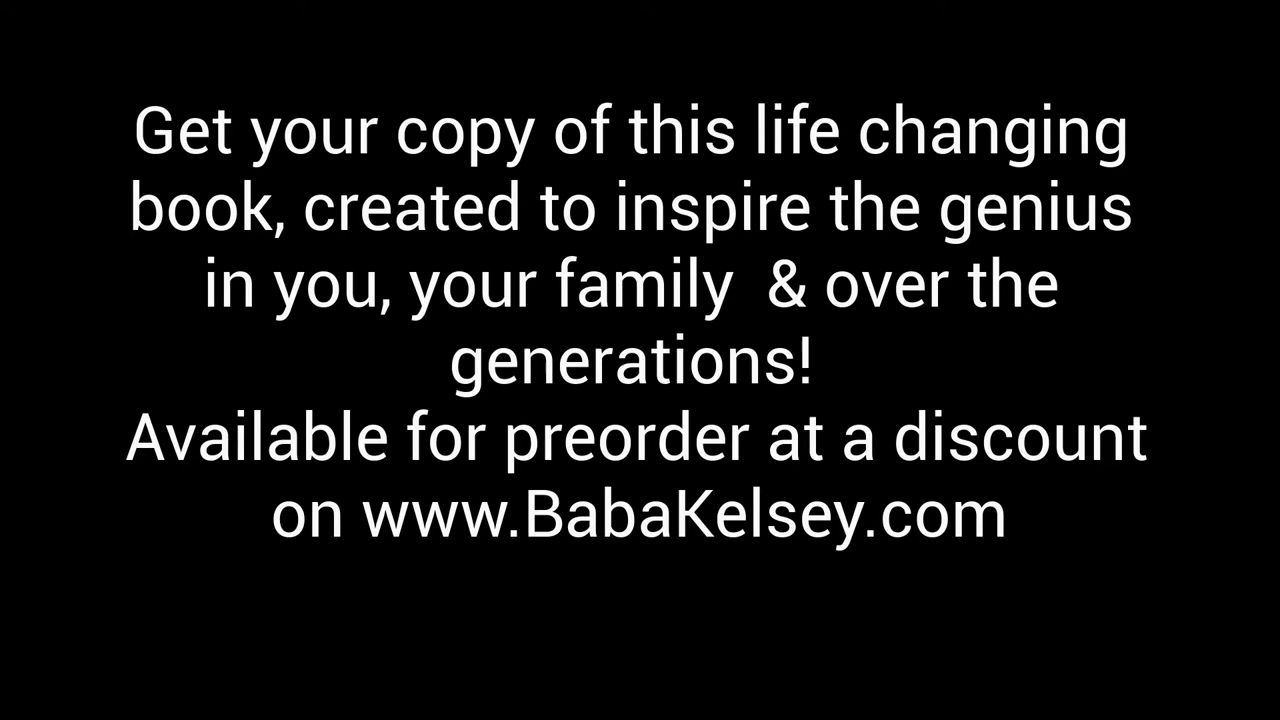 Get your copy of this life changing
book, created to inspire the genius
in you, your family  & over the
generations!
Available for preorder at a discount
on www.BabaKelsey.com